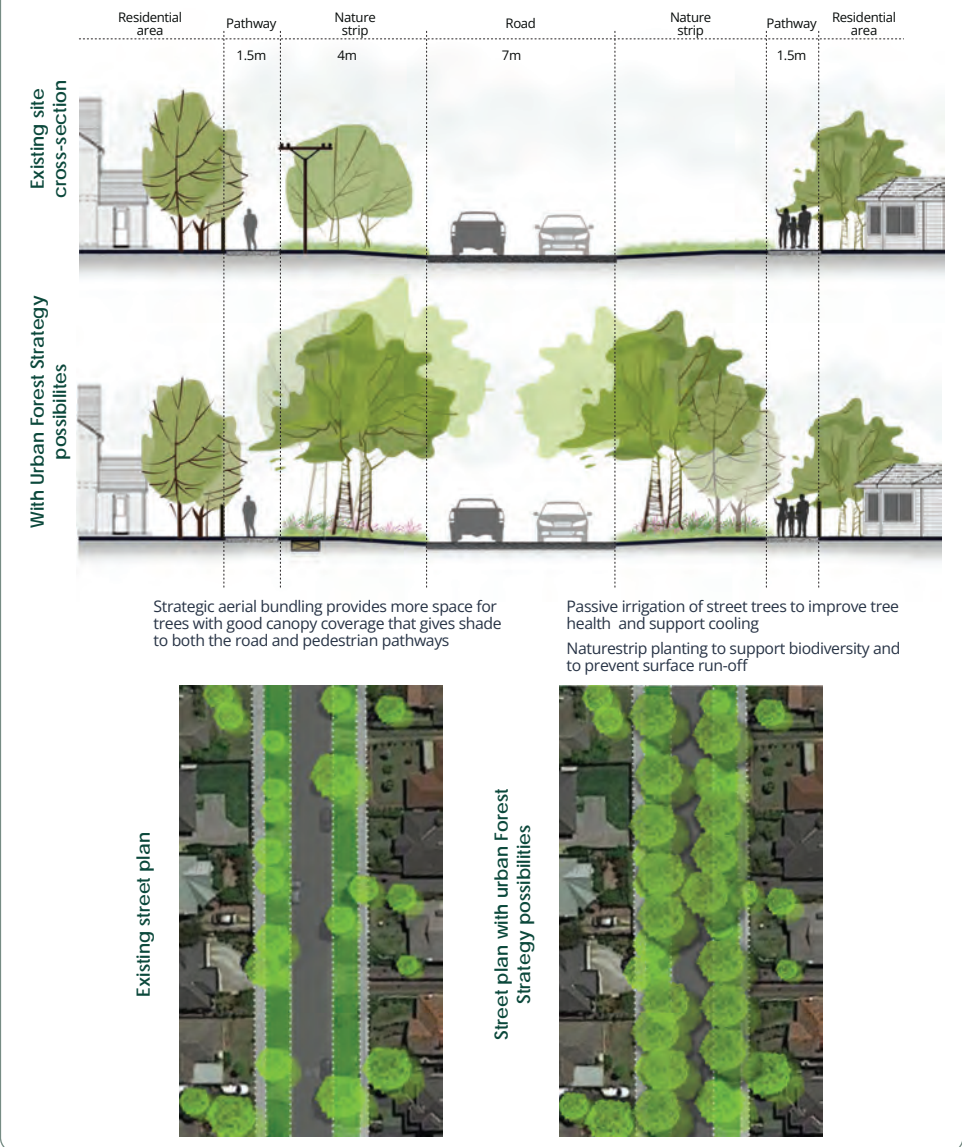 Residential
area
Pathway
Nature
strip
Road
Nature
strip
Pathway
Residential
area
1.5m
4m
7m
1.5m
Existing site
cross-section
With Urban Forest Strategy
possibilites
Strategic aerial bundling provides more space for
trees with good canopy coverage that gives shade
to both the road and pedestrian pathways
Passive irrigation of street trees to improve tree
health and support cooling
Naturestrip planting to support biodiversity and
to prevent surface run-off
Existing street plan
Street plan with urban Forest
Strategy possibilities